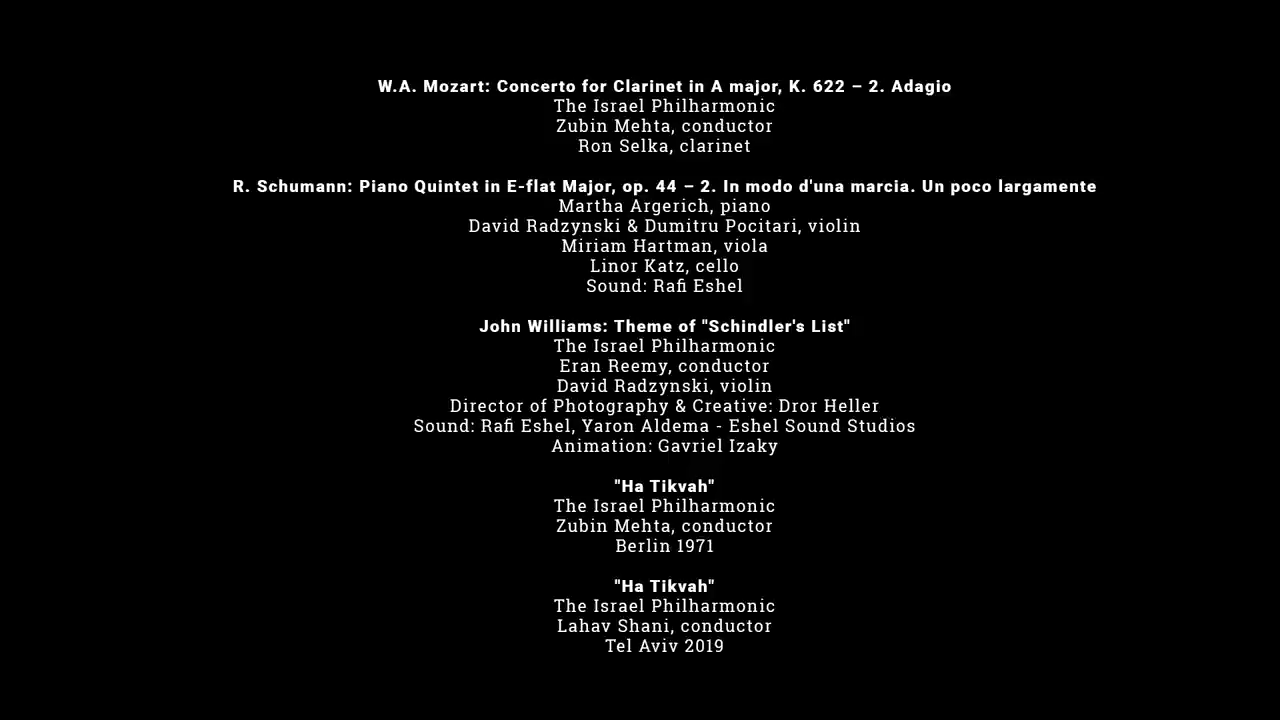 W.A. Mozart: Concerto for Clarinet in A major, K. 622 – 2. Adagio
The Israel Philharmonic
Zubin Mehta, conductor
Ron Selka, clarinet
R. Schumann: Piano Quintet in E-flat Major, op. 44 – 2. In modo d'una marcia. Un poco largamente
Martha Argerich, piano
David Radzynski & Dumitru Pocitari, violin
Miriam Hartman, viola
Linor Katz, cello
Sound: Rafi Eshel
John Williams: Theme of "Schindler's List"
The Israel Philharmonic
Eran Reemy, conductor
David Radzynski, violin
Director of Photography & Creative: Dror Heller
Sound: Rafi Eshel, Yaron Aldema - Eshel Sound Studios
Animation: Gavriel Izaky
"Ha Tikvah"
The Israel Philharmonic
Zubin Mehta, conductor
Berlin 1971
"Ha Tikvah"
The Israel Philharmonic
Lahav Shani, conductor
Tel Aviv 2019